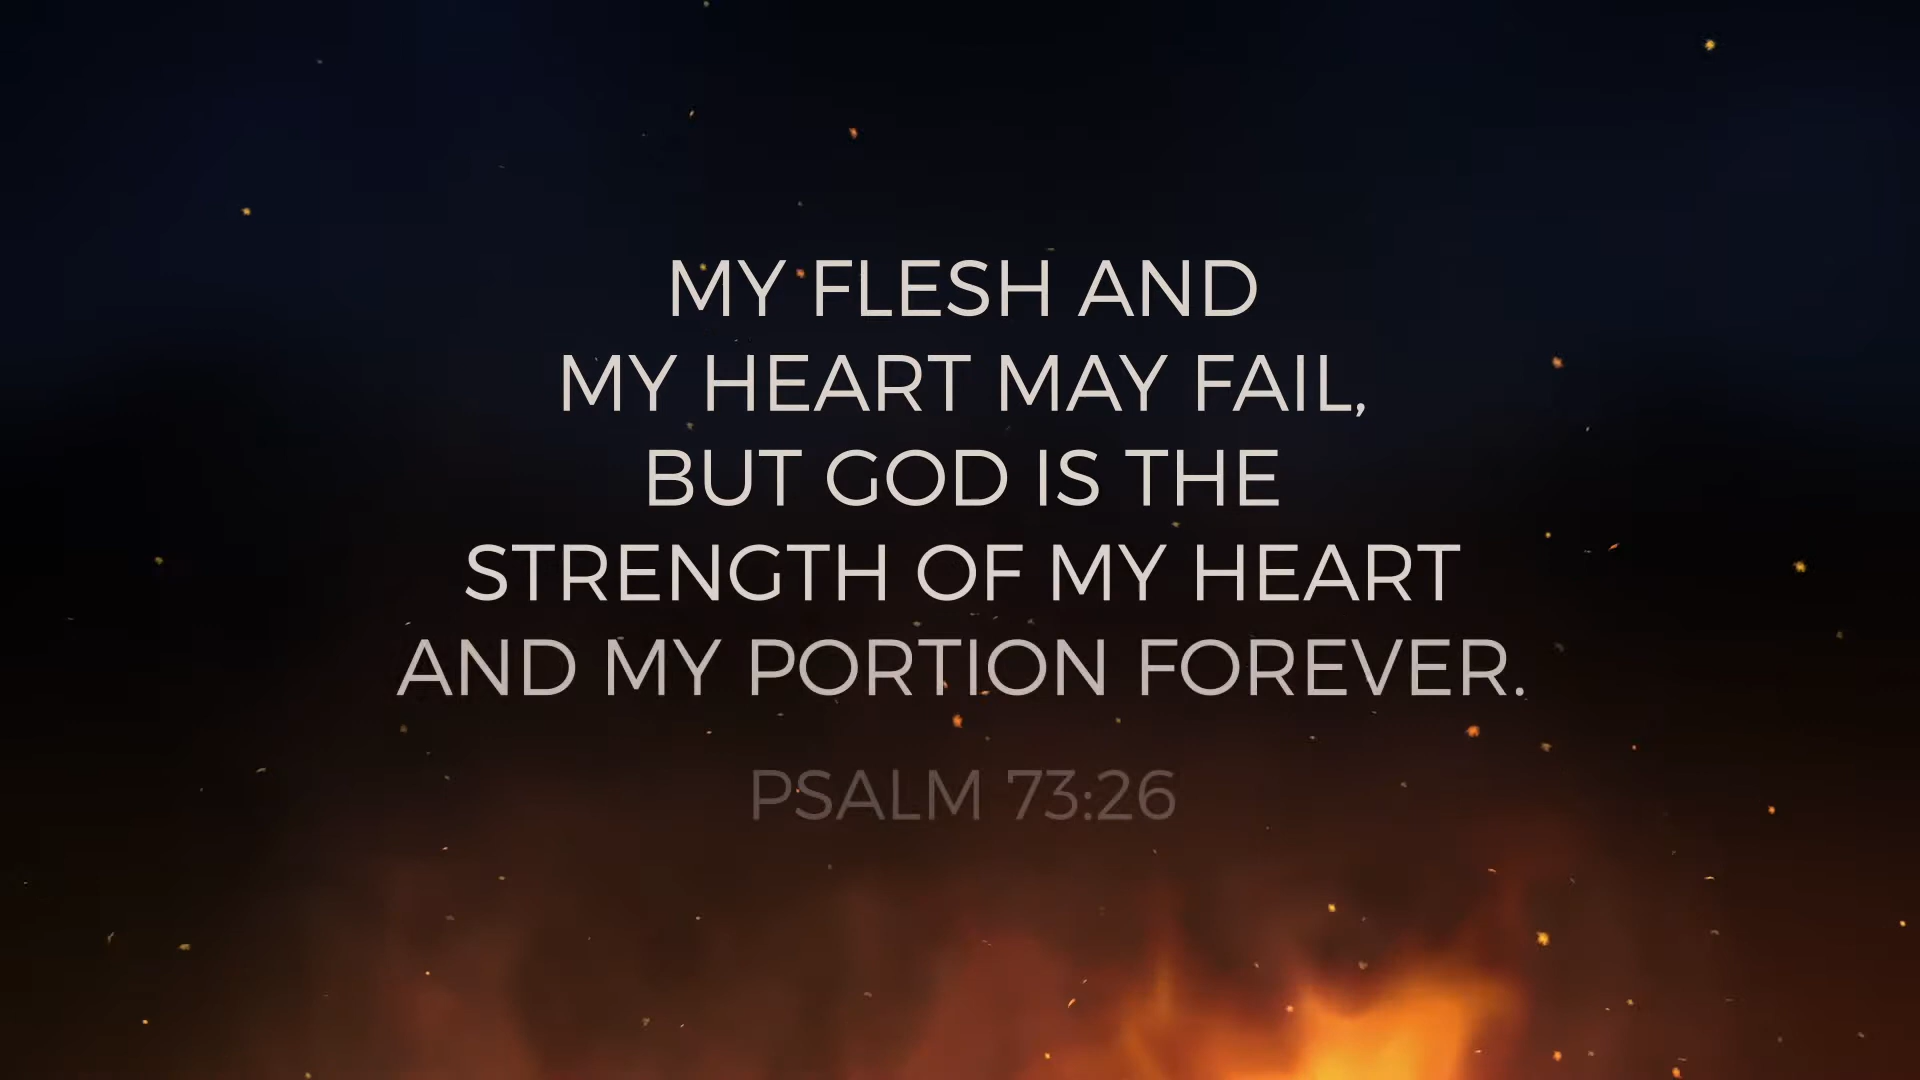 MY FLESH AND
MY HEART MAY FAIL,
BUT GOD IS THE
STRENGTH OF MY HEART
AND MY PORTION FOREVER.
PSALM 73:26